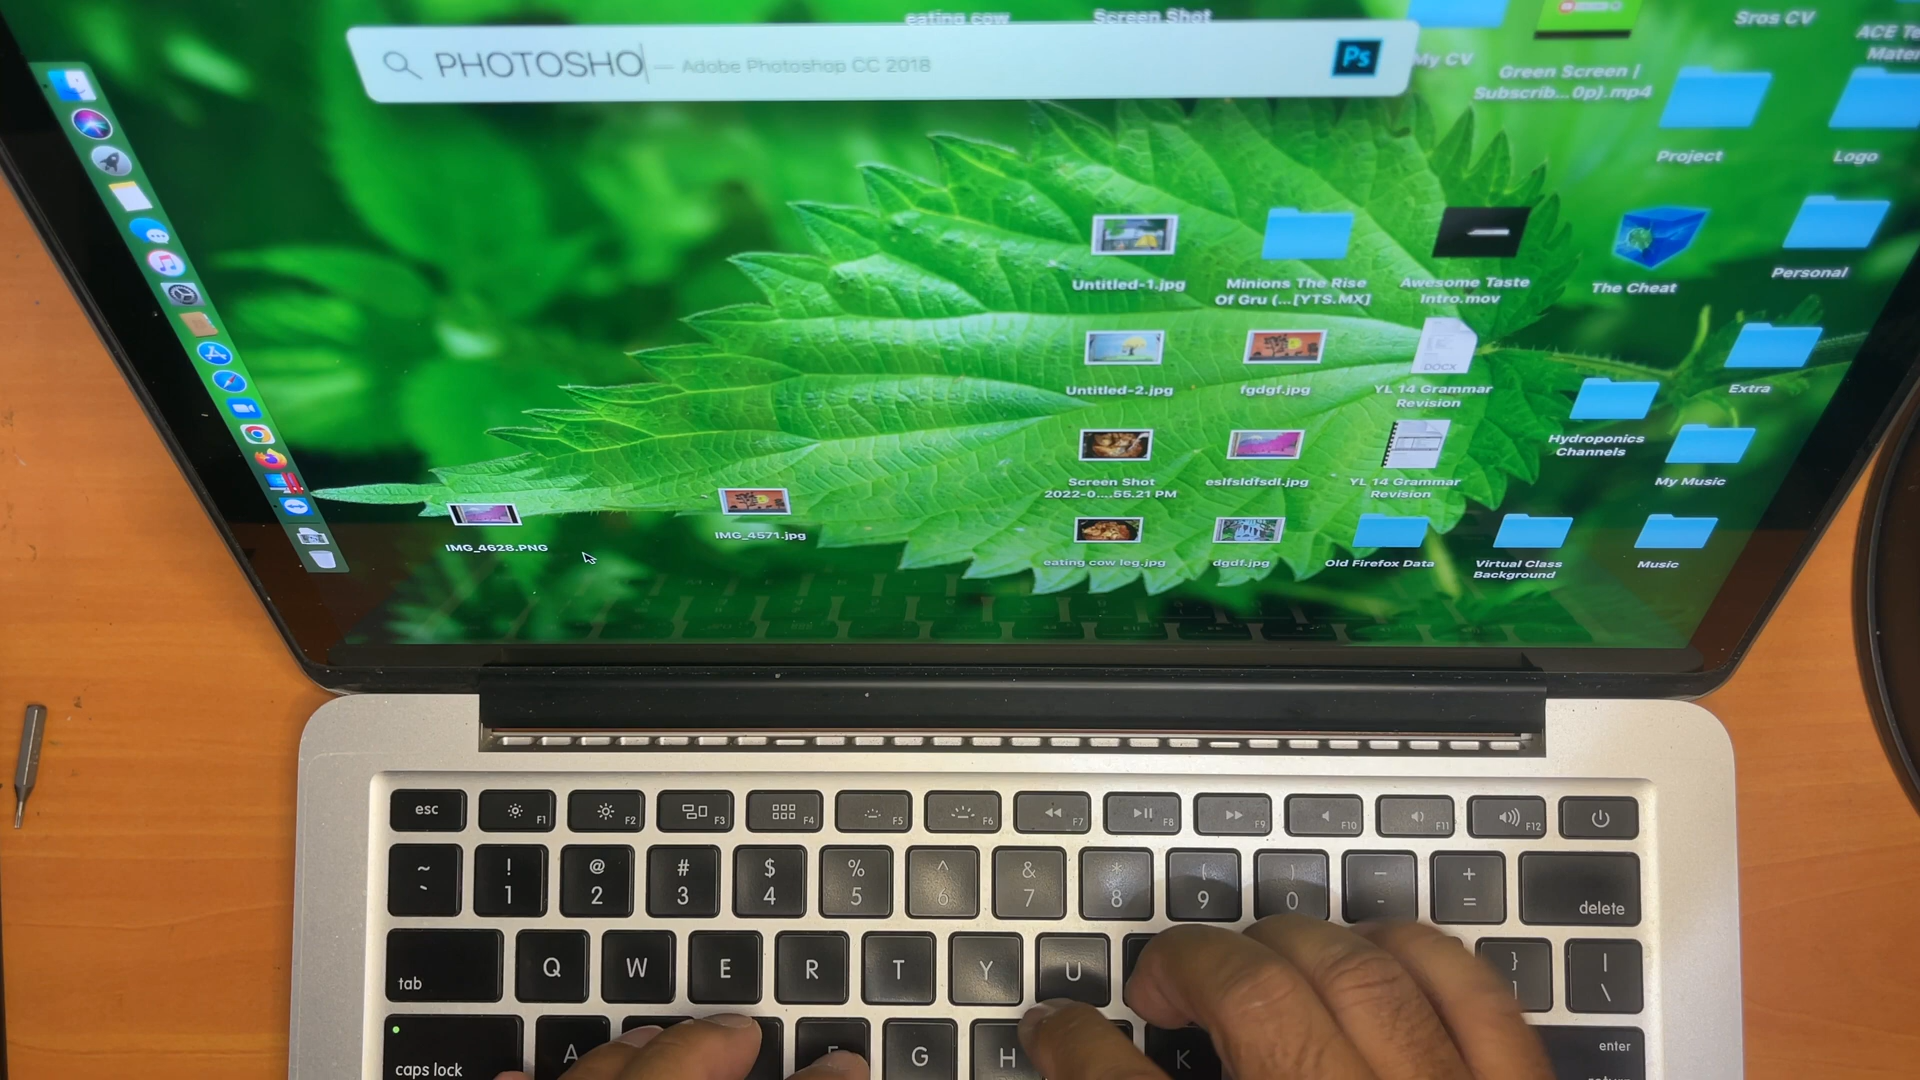 eating cow
Screen Shot
PHOTOSHO — Adobe Photoshop CC 2018
Ps
My CV
Green Screen |
Subscrib...0p).mp4
Sros CV
ACE Te
Mater
Project
Logo
Untitled-1.jpg
Minions The Rise
Of Gru (...[YTS.MX]
Awesome Taste
Intro.mov
The Cheat
Personal
Untitled-2.jpg
fgdgf.jpg
DOCX
YL 14 Grammar
Revision
Extra
Hydroponics
Channels
Screen Shot
2022-0....55.21 PM
eslfsldfsdl.jpg
YL 14 Grammar
Revision
My Music
IMG_4628.PNG
IMG_4571.jpg
eating cow leg.jpg
dgdf.jpg
Old Firefox Data
Virtual Class
Background
Music
esc F1 F2 F3 F4 F5 F6 F7 F8 F9 F10 F11 F12
~ ! @ # $ % ^ & * ( ) — +
` 1 2 3 4 5 6 7 8 9 0 - = delete
tab Q W E R T Y U } ] | \
caps lock A F G H K enter
return